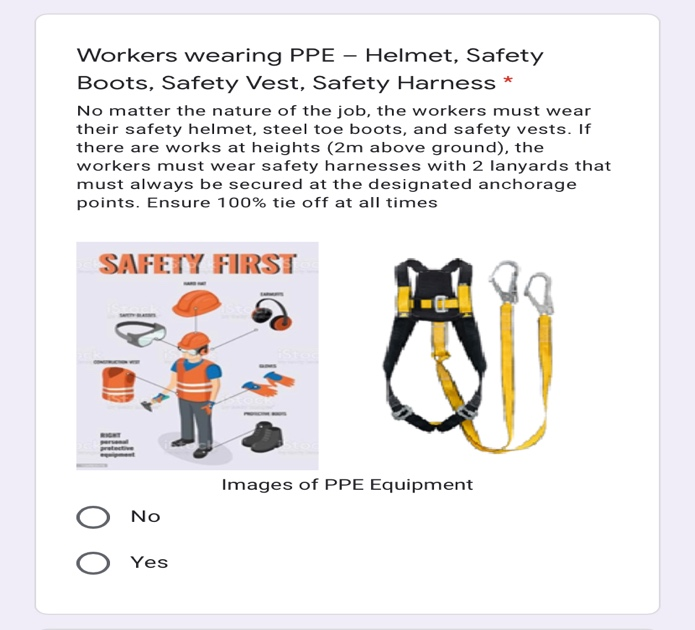 Workers wearing PPE – Helmet, Safety
Boots, Safety Vest, Safety Harness *
No matter the nature of the job, the workers must wear
their safety helmet, steel toe boots, and safety vests. If
there are works at heights (2m above ground), the
workers must wear safety harnesses with 2 lanyards that
must always be secured at the designated anchorage
points. Ensure 100% tie off at all times
SAFETY FIRST
HARD HAT
EARMUFFS
SAFETY GLASSES
CONSTRUCTION VEST
GLOVES
PROTECTIVE BOOTS
RIGHT
personal
protective
equipment
Images of PPE Equipment
No
Yes